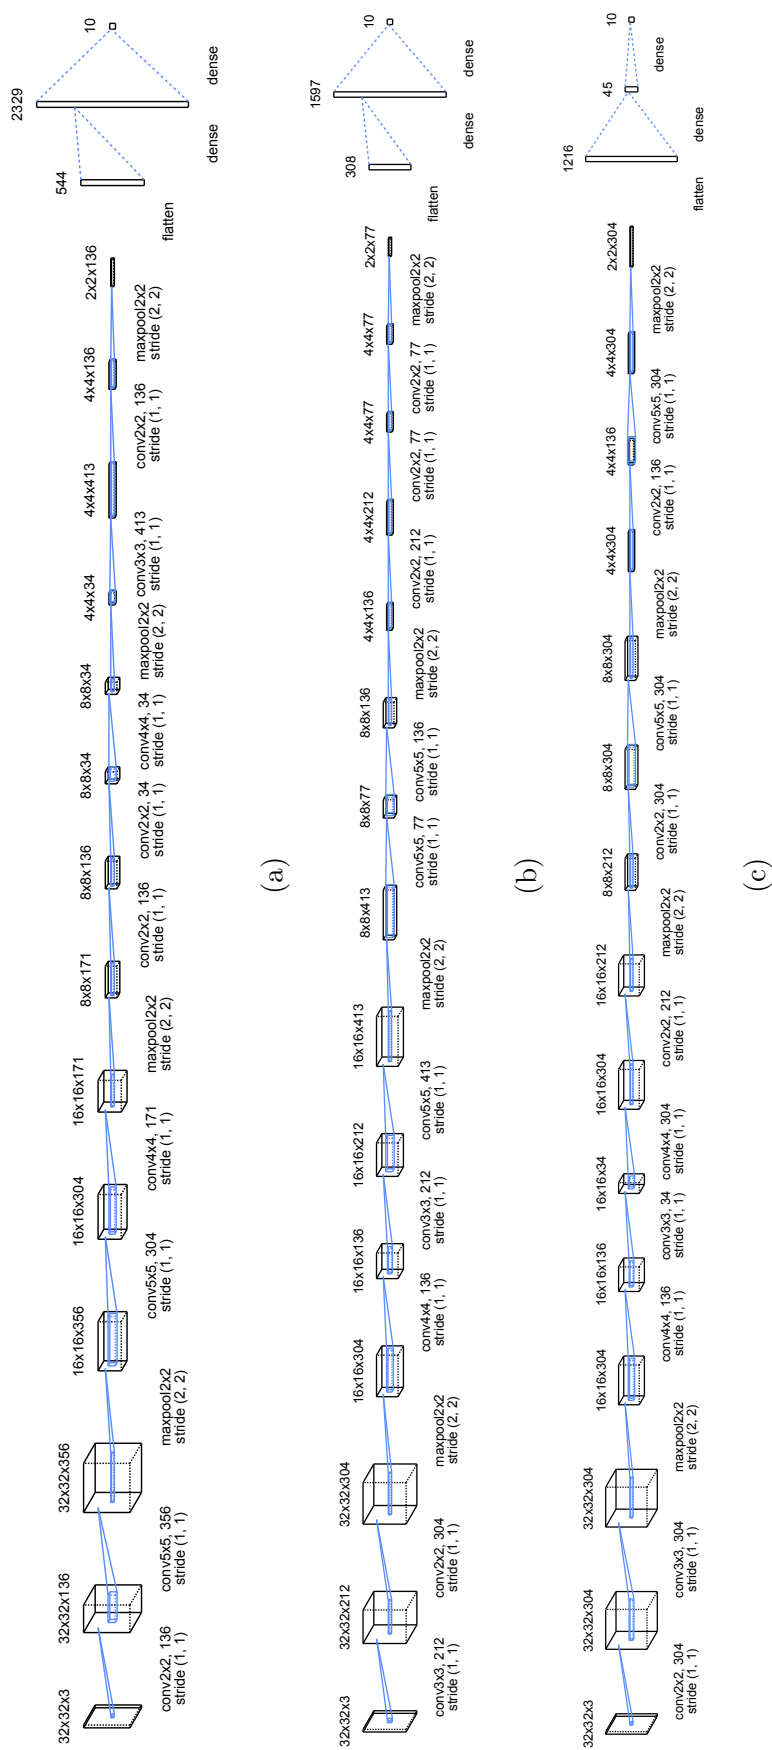 32x32x3
conv2x2, 136
stride (1, 1)
32x32x136
conv5x5, 356
stride (1, 1)
32x32x356
maxpool2x2
stride (2, 2)
16x16x356
conv5x5, 304
stride (1, 1)
16x16x304
conv4x4, 171
stride (1, 1)
16x16x171
maxpool2x2
stride (2, 2)
8x8x171
conv2x2, 136
stride (1, 1)
8x8x136
conv2x2, 34
stride (1, 1)
8x8x34
conv4x4, 34
stride (1, 1)
8x8x34
maxpool2x2
stride (2, 2)
4x4x34
conv3x3, 413
stride (1, 1)
4x4x413
conv2x2, 136
stride (1, 1)
4x4x136
maxpool2x2
stride (2, 2)
2x2x136
flatten
544
dense
2329
dense
10
(a)
32x32x3
conv3x3, 212
stride (1, 1)
32x32x212
conv2x2, 304
stride (1, 1)
32x32x304
maxpool2x2
stride (2, 2)
16x16x304
conv4x4, 136
stride (1, 1)
16x16x136
conv3x3, 212
stride (1, 1)
16x16x212
conv5x5, 413
stride (1, 1)
16x16x413
maxpool2x2
stride (2, 2)
8x8x413
conv5x5, 77
stride (1, 1)
8x8x77
conv5x5, 136
stride (1, 1)
8x8x136
maxpool2x2
stride (2, 2)
4x4x136
conv2x2, 212
stride (1, 1)
4x4x212
conv2x2, 77
stride (1, 1)
4x4x77
conv2x2, 77
stride (1, 1)
4x4x77
maxpool2x2
stride (2, 2)
2x2x77
flatten
308
dense
1597
dense
10
(b)
32x32x3
conv2x2, 304
stride (1, 1)
32x32x304
conv3x3, 304
stride (1, 1)
32x32x304
maxpool2x2
stride (2, 2)
16x16x304
conv4x4, 136
stride (1, 1)
16x16x136
conv3x3, 34
stride (1, 1)
16x16x34
conv4x4, 304
stride (1, 1)
16x16x304
conv2x2, 212
stride (1, 1)
16x16x212
maxpool2x2
stride (2, 2)
8x8x212
conv2x2, 304
stride (1, 1)
8x8x304
conv5x5, 304
stride (1, 1)
8x8x304
maxpool2x2
stride (2, 2)
4x4x304
conv2x2, 136
stride (1, 1)
4x4x136
conv5x5, 304
stride (1, 1)
4x4x304
maxpool2x2
stride (2, 2)
2x2x304
flatten
1216
dense
45
dense
10
(c)